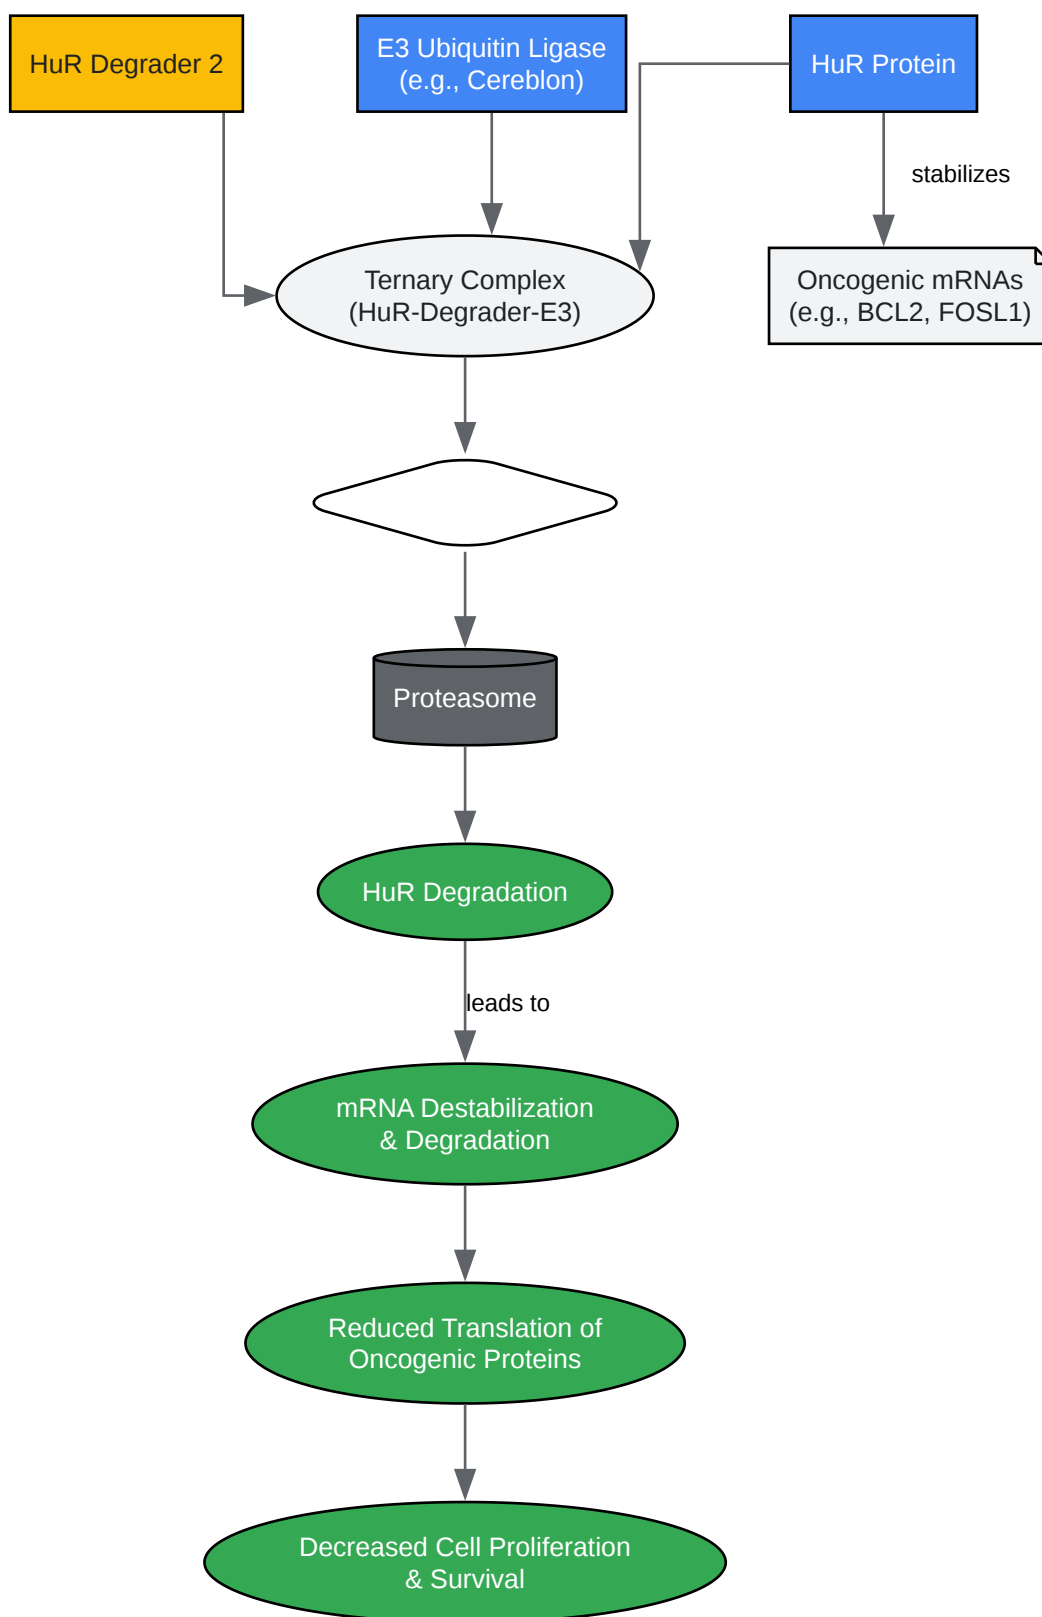 HuR Degrader 2
E3 Ubiquitin Ligase
(e.g., Cereblon)
HuR Protein
stabilizes
Ternary Complex
(HuR-Degrader-E3)
Oncogenic mRNAs
(e.g., BCL2, FOSL1)
Proteasome
HuR Degradation
leads to
mRNA Destabilization
& Degradation
Reduced Translation of
Oncogenic Proteins
Decreased Cell Proliferation
& Survival